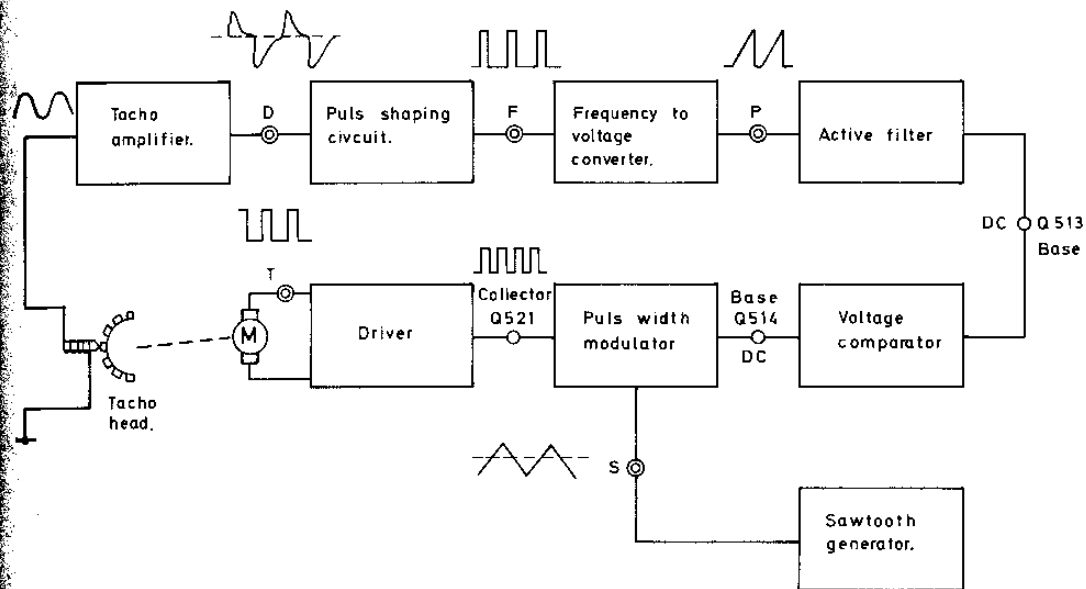 Tacho
amplifier.
D
Puls shaping
civcuit.
F
Frequency to
voltage
converter.
P
Active filter
DC
Q 513
Base
T
M
Driver
Collector
Q521
Puls width
modulator
Base
Q514
DC
Voltage
comparator
Tacho
head.
S
Sawtooth
generator.